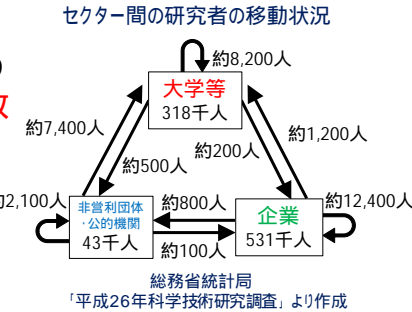 セクター間の研究者の移動状況
約8,200人
大学等
318千人
約7,400人
約1,200人
約500人
約200人
2,100人
約800人
約12,400人
非営利団体
・公的機関
43千人
企業
531千人
約100人
総務省統計局
「平成26年科学技術研究調査」より作成